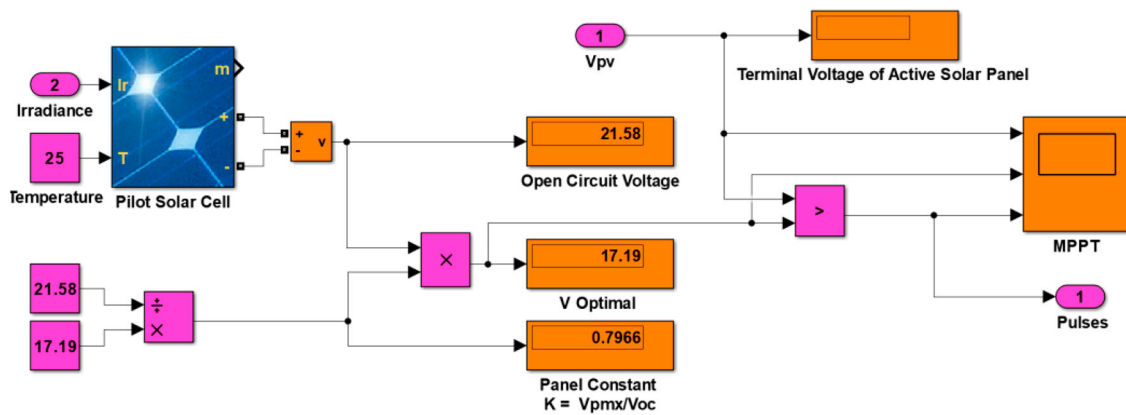 1
Vpv
Terminal Voltage of Active Solar Panel
2
Irradiance
Ir
m
+
T
-
25
Temperature
Pilot Solar Cell
+
-
v
21.58
Open Circuit Voltage
>
MPPT
×
17.19
V Optimal
21.58
17.19
÷
×
0.7966
Panel Constant
K = Vpmx/Voc
1
Pulses